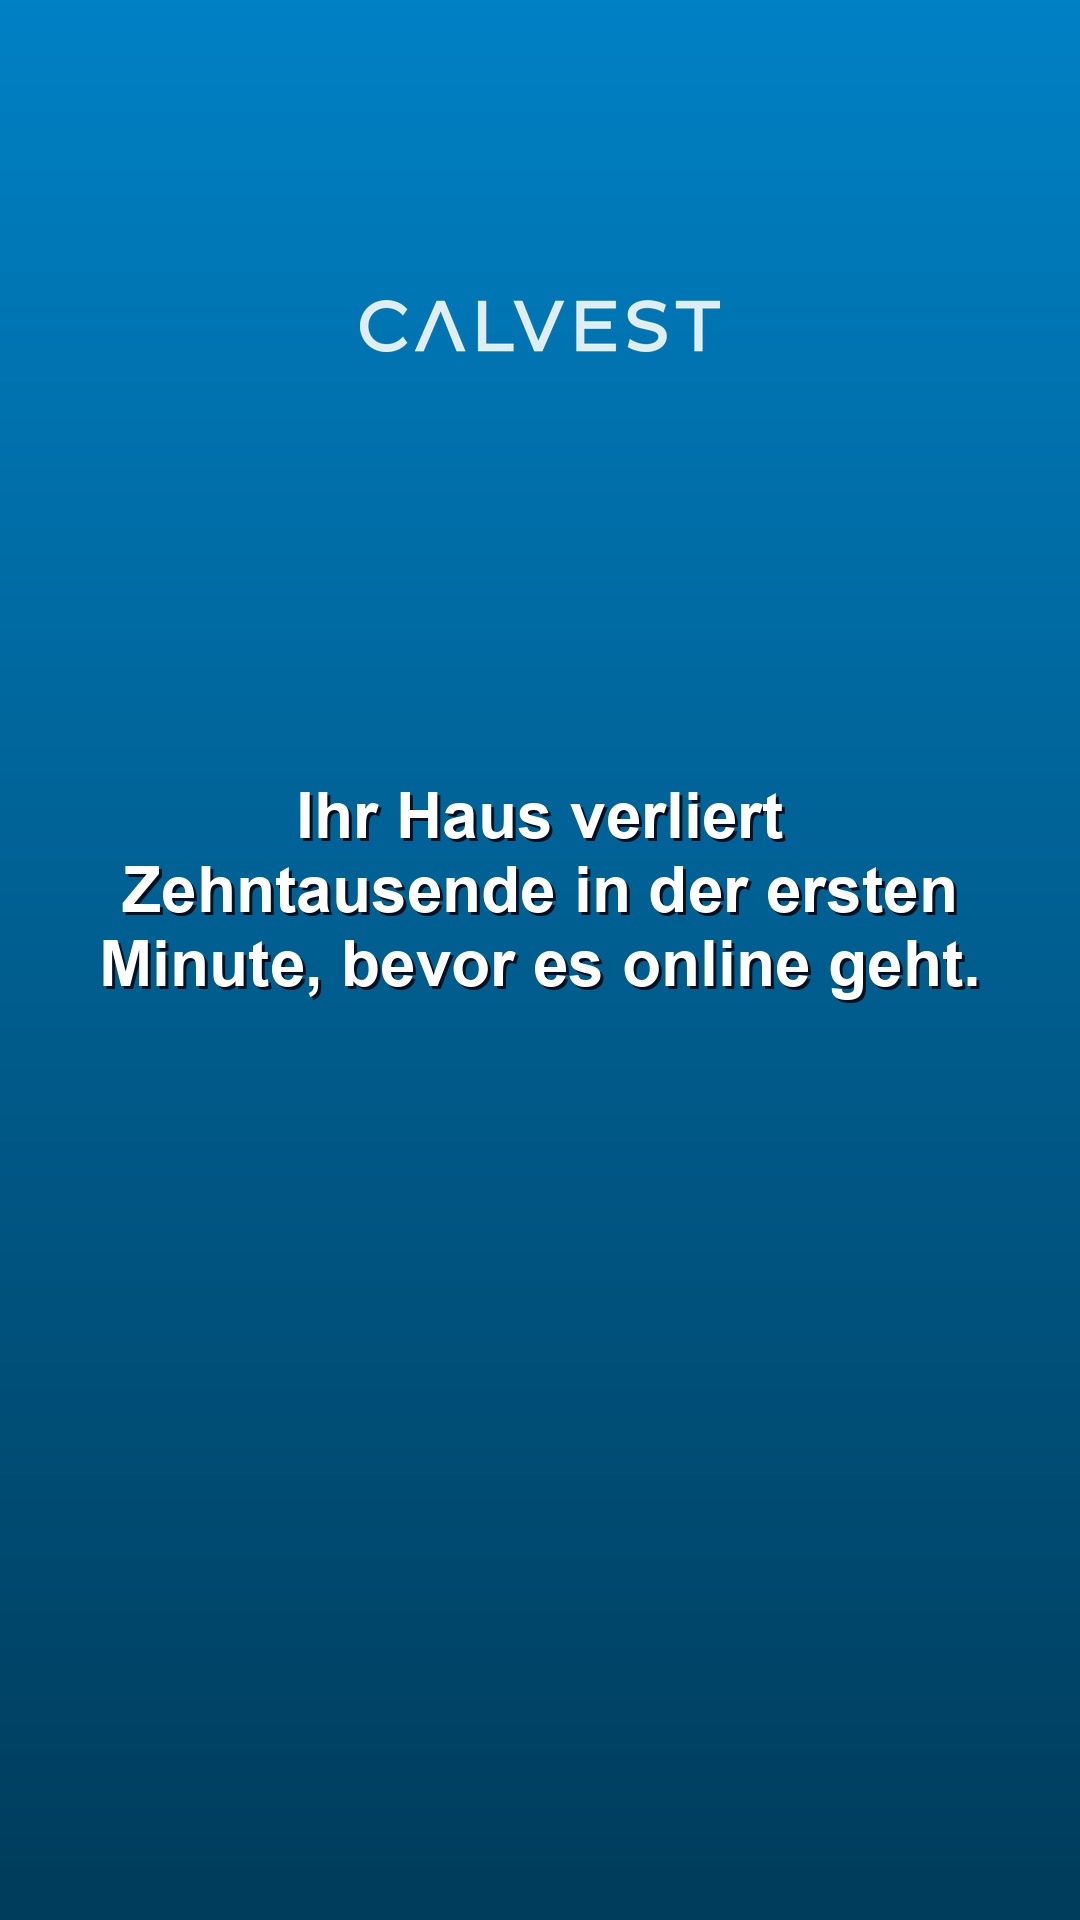 CALVEST
Ihr Haus verliert
Zehntausende in der ersten
Minute, bevor es online geht.